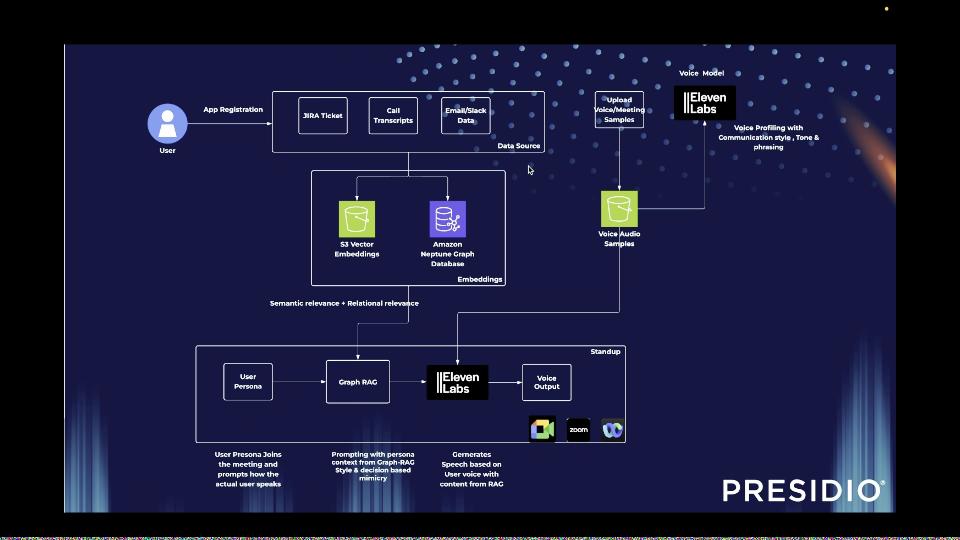 Voice Model
App Registration
User
JIRA Ticket
Call
Transcripts
Email/Slack
Data
Data Source
Upload
Voice/Meeting
Samples
||Eleven
Labs
Voice Profiling with
Communication style , Tone &
phrasing
S3 Vector
Embeddings
Amazon
Neptune Graph
Database
Embeddings
Voice Audio
Samples
Semantic relevance + Relational relevance
Standup
User
Persona
Graph RAG
||Eleven
Labs
Voice
Output
zoom
User Presona Joins
the meeting and
prompts how the
actual user speaks
Prompting with persona
context from Graph-RAG
Style & decision based
mimicry
Gernerates
Speech based on
User voice with
content from RAG
PRESIDIO®